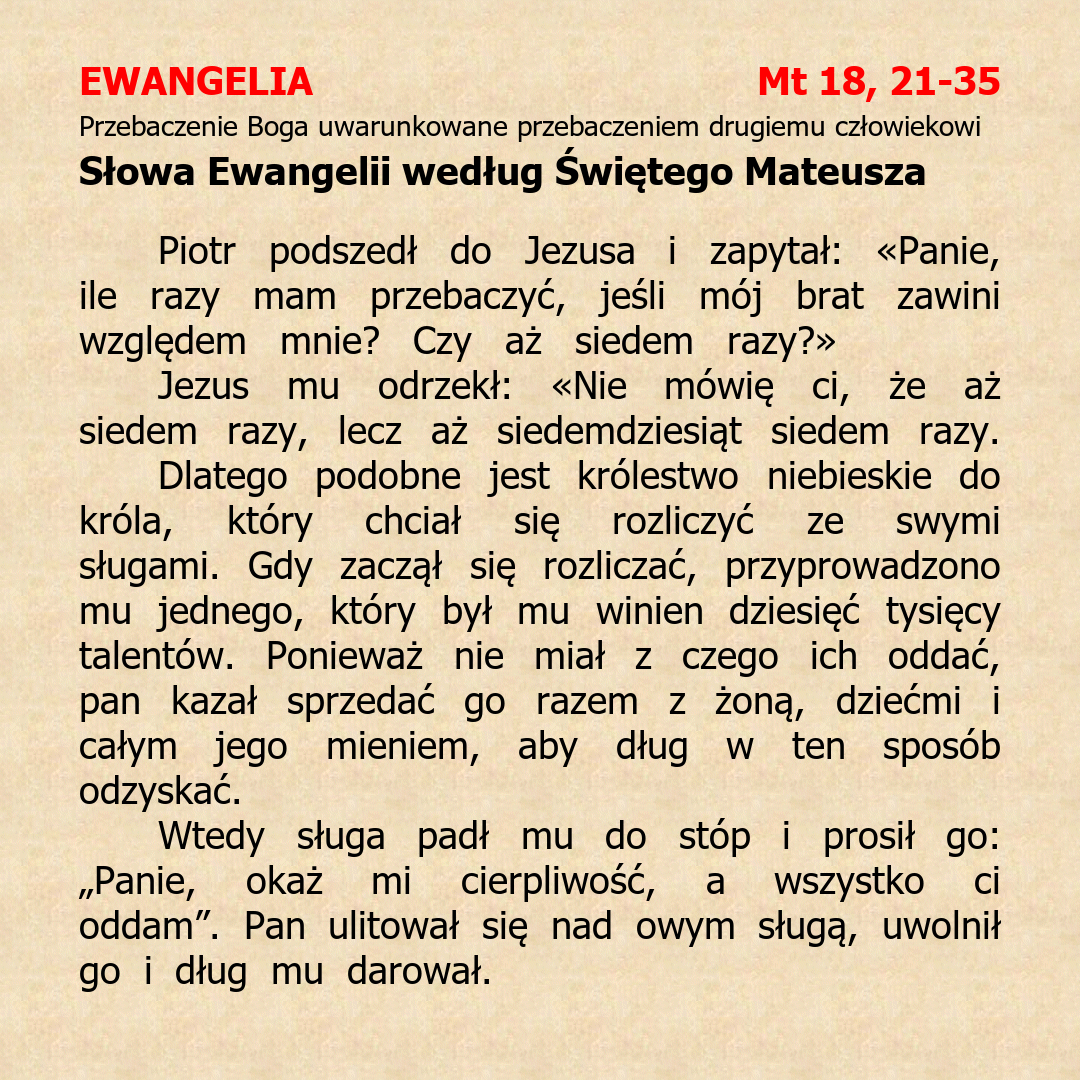 EWANGELIA Mt 18, 21-35
Przebaczenie Boga uwarunkowane przebaczeniem drugiemu człowiekowi
Słowa Ewangelii według Świętego Mateusza
Piotr podszedł do Jezusa i zapytał: «Panie,
ile razy mam przebaczyć, jeśli mój brat zawini
względem mnie? Czy aż siedem razy?»
Jezus mu odrzekł: «Nie mówię ci, że aż
siedem razy, lecz aż siedemdziesiąt siedem razy.
Dlatego podobne jest królestwo niebieskie do
króla, który chciał się rozliczyć ze swymi
sługami. Gdy zaczął się rozliczać, przyprowadzono
mu jednego, który był mu winien dziesięć tysięcy
talentów. Ponieważ nie miał z czego ich oddać,
pan kazał sprzedać go razem z żoną, dziećmi i
całym jego mieniem, aby dług w ten sposób
odzyskać.
Wtedy sługa padł mu do stóp i prosił go:
„Panie, okaż mi cierpliwość, a wszystko ci
oddam”. Pan ulitował się nad owym sługą, uwolnił
go i dług mu darował.